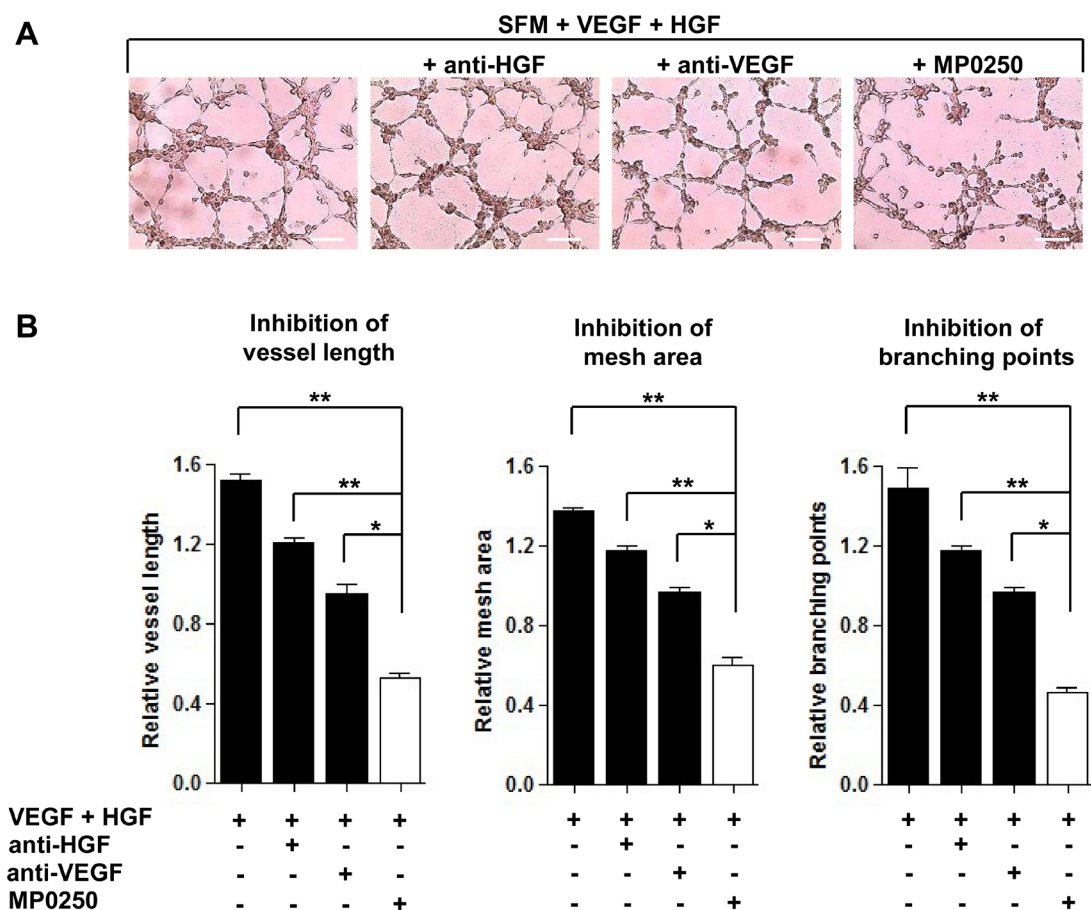 A
SFM + VEGF + HGF
+ anti-HGF
+ anti-VEGF
+ MP0250
B
Inhibition of
vessel length
**
**
*
Relative vessel length
1.6
1.2
0.8
0.4
0.0
Inhibition of
mesh area
**
**
*
Relative mesh area
1.6
1.2
0.8
0.4
0.0
Inhibition of
branching points
**
**
*
Relative branching points
1.6
1.2
0.8
0.4
0.0
VEGF + HGF + + + + + + + + + + + +
anti-HGF - + - - - + - - - + - -
anti-VEGF - - + - - - + - - - + -
MP0250 - - - + - - - + - - - +